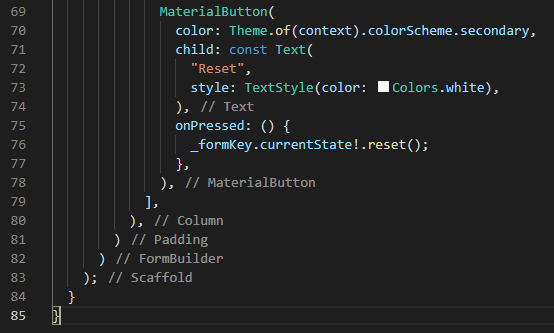 69 MaterialButton(
70 color: Theme.of(context).colorScheme.secondary,
71 child: const Text(
72 "Reset",
73 style: TextStyle(color: Colors.white),
74 ), // Text
75 onPressed: () {
76 _formKey.currentState!.reset();
77 },
78 ), // MaterialButton
79 ],
80 ), // Column
81 ) // Padding
82 ) // FormBuilder
83 ); // Scaffold
84 }
85 }